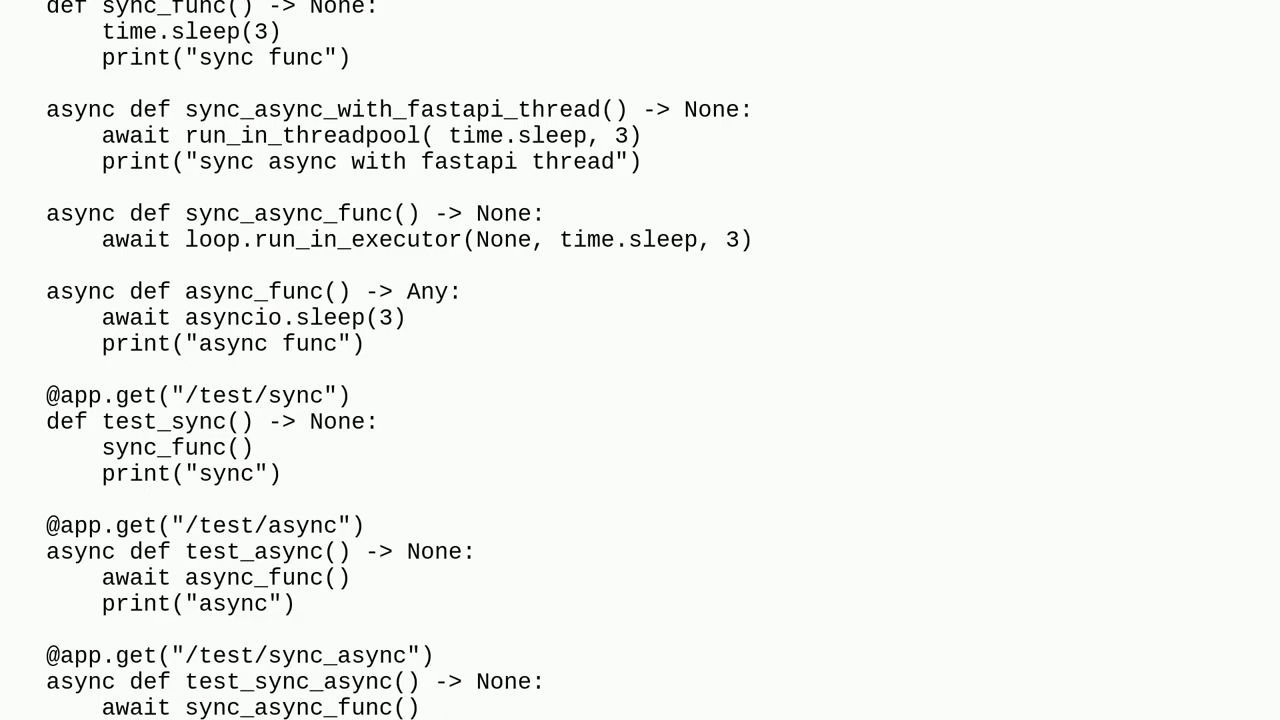 def sync_func() -> None:
    time.sleep(3)
    print("sync func")

async def sync_async_with_fastapi_thread() -> None:
    await run_in_threadpool( time.sleep, 3)
    print("sync async with fastapi thread")

async def sync_async_func() -> None:
    await loop.run_in_executor(None, time.sleep, 3)

async def async_func() -> Any:
    await asyncio.sleep(3)
    print("async func")

@app.get("/test/sync")
def test_sync() -> None:
    sync_func()
    print("sync")

@app.get("/test/async")
async def test_async() -> None:
    await async_func()
    print("async")

@app.get("/test/sync_async")
async def test_sync_async() -> None:
    await sync_async_func()